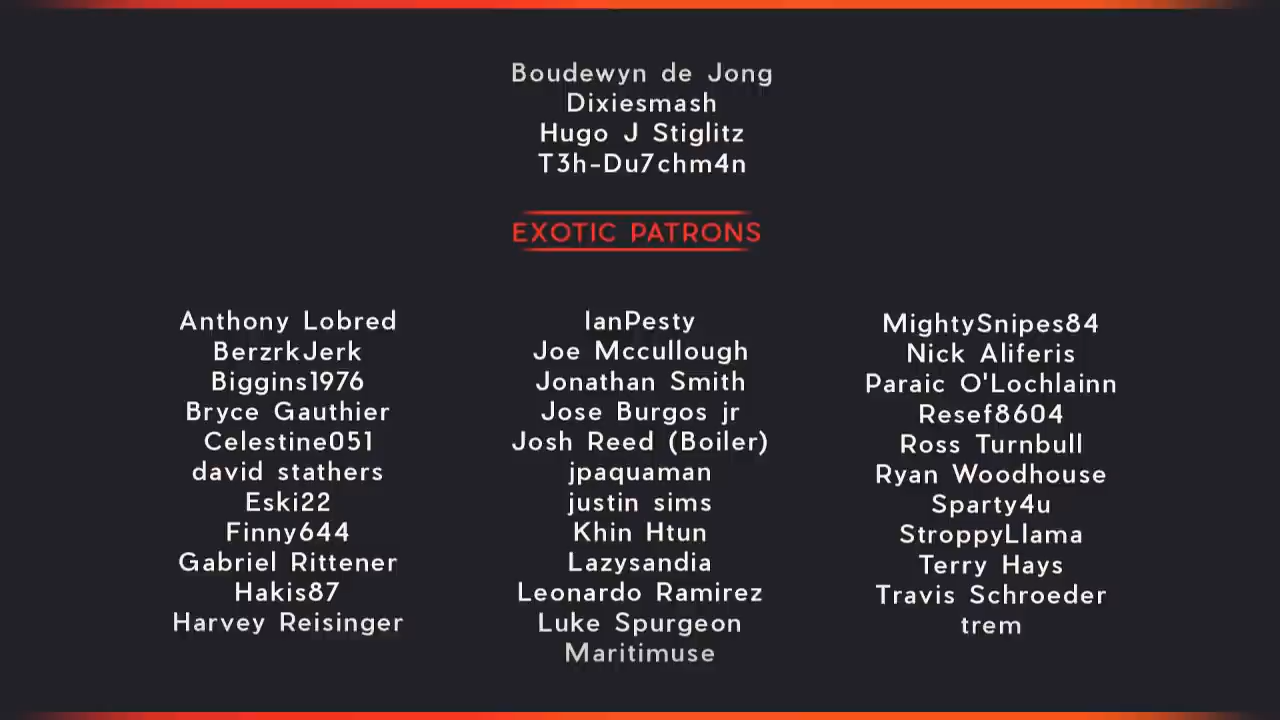 Boudewyn de Jong
Dixiesmash
Hugo J Stiglitz
T3h-Du7chm4n
EXOTIC PATRONS
Anthony Lobred
BerzrkJerk
Biggins1976
Bryce Gauthier
Celestine051
david stathers
Eski22
Finny644
Gabriel Rittener
Hakis87
Harvey Reisinger
IanPesty
Joe Mccullough
Jonathan Smith
Jose Burgos jr
Josh Reed (Boiler)
jpaquaman
justin sims
Khin Htun
Lazysandia
Leonardo Ramirez
Luke Spurgeon
Maritimuse
MightySnipes84
Nick Aliferis
Paraic O'Lochlainn
Resef8604
Ross Turnbull
Ryan Woodhouse
Sparty4u
StroppyLlama
Terry Hays
Travis Schroeder
trem